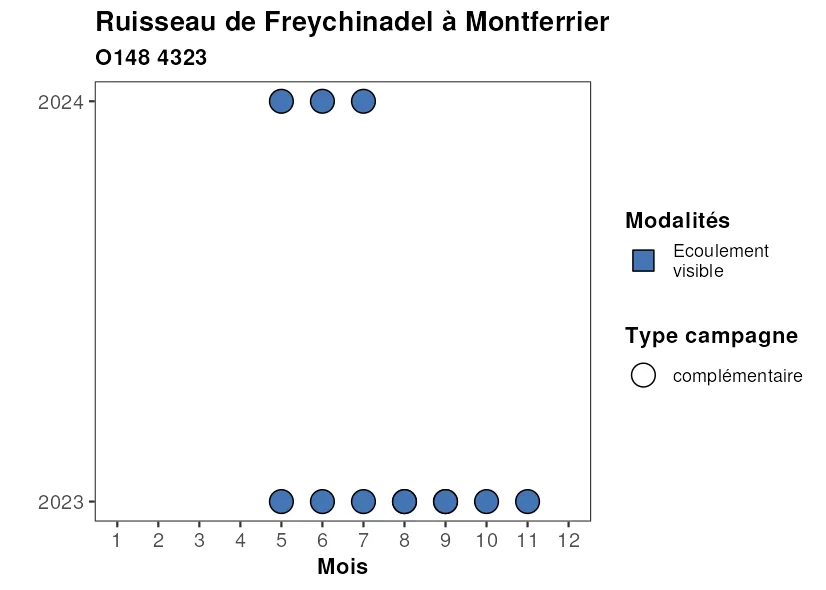 Ruisseau de Freychinadel à Montferrier
O148 4323
2024
2023
1 2 3 4 5 6 7 8 9 10 11 12
Mois
Modalités
Ecoulement
visible
Type campagne
complémentaire